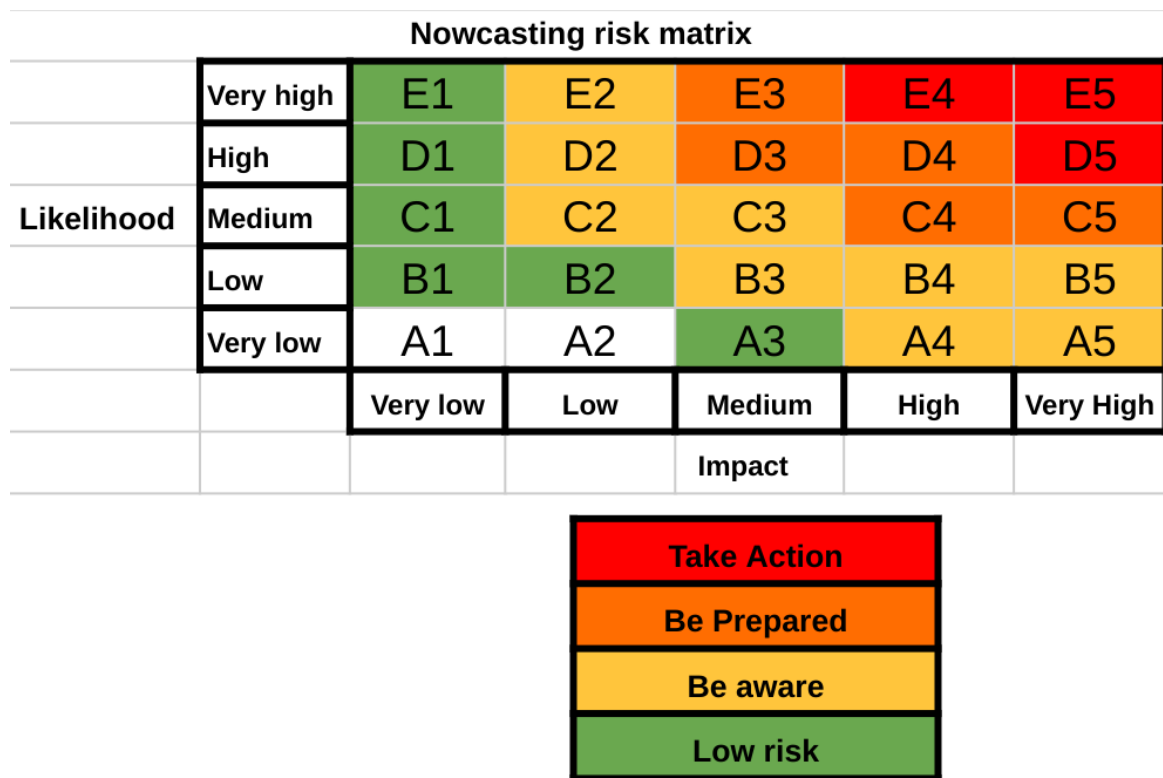 Nowcasting risk matrix
Very high E1 E2 E3 E4 E5
High D1 D2 D3 D4 D5
Likelihood Medium C1 C2 C3 C4 C5
Low B1 B2 B3 B4 B5
Very low A1 A2 A3 A4 A5
Very low Low Medium High Very High
Impact
Take Action
Be Prepared
Be aware
Low risk